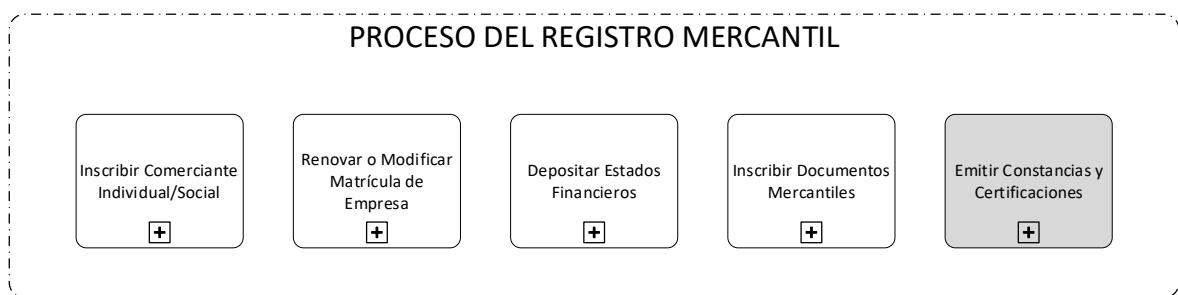 PROCESO DEL REGISTRO MERCANTIL
Inscribir Comerciante
Individual/Social
Renovar o Modificar
Matrícula de
Empresa
Depositar Estados
Financieros
Inscribir Documentos
Mercantiles
Emitir Constancias y
Certificaciones